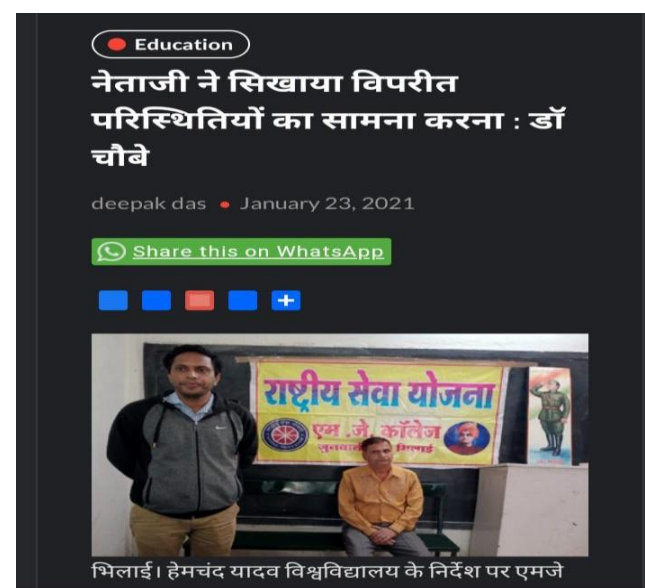 Education
नेताजी ने सिखाया विपरीत
परिस्थितियों का सामना करना : डॉ
चौबे
deepak das • January 23, 2021
Share this on WhatsApp
राष्ट्रीय सेवा योजना
एम .जे. कॉलेज
भिलाई
भिलाई। हेमचंद यादव विश्वविद्यालय के निर्देश पर एमजे